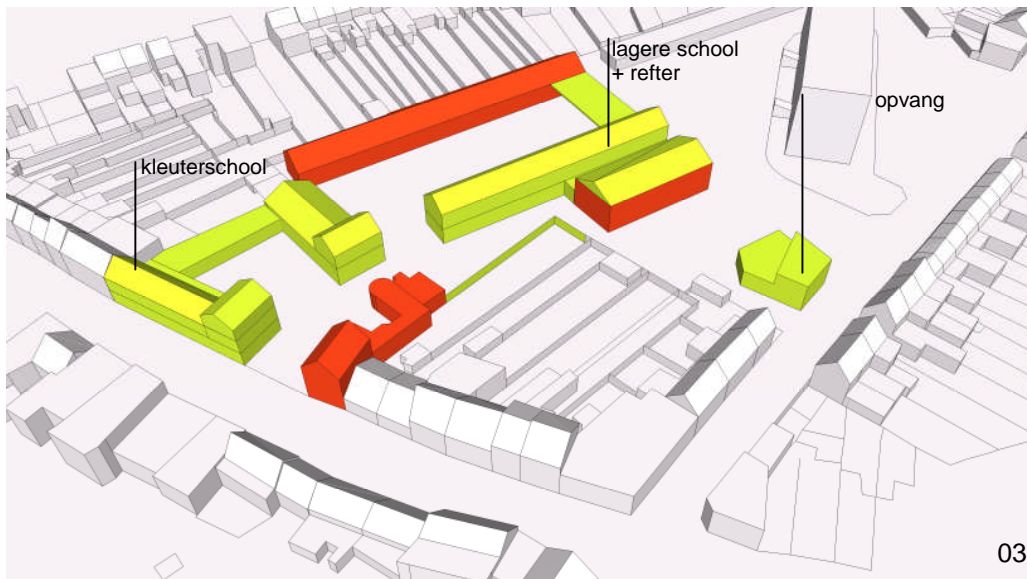 lagere school
+ refter
opvang
kleuterschool
03